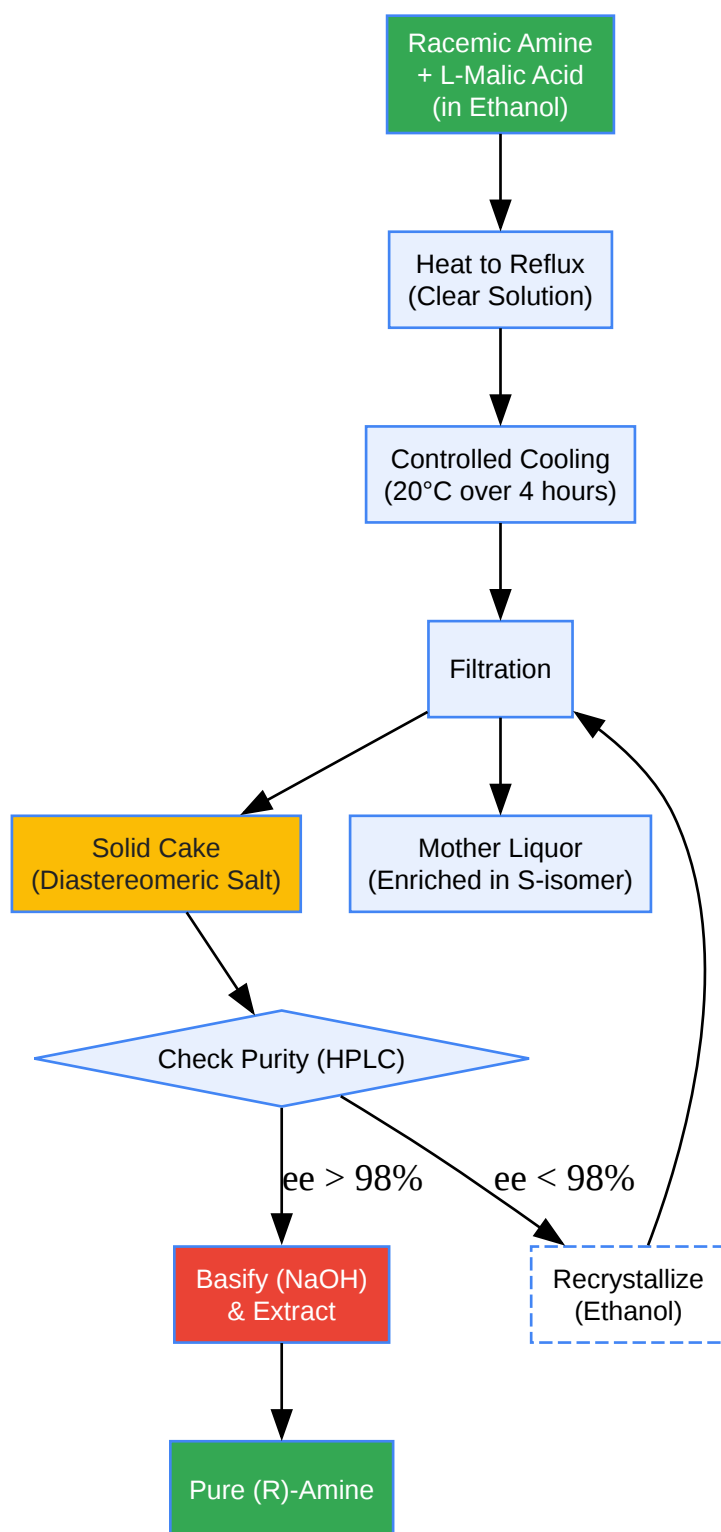 Racemic Amine
+ L-Malic Acid
(in Ethanol)
Heat to Reflux
(Clear Solution)
Controlled Cooling
(20°C over 4 hours)
Filtration
Solid Cake
(Diastereomeric Salt)
Mother Liquor
(Enriched in S-isomer)
Check Purity (HPLC)
ee > 98%
ee < 98%
Basify (NaOH)
& Extract
Recrystallize
(Ethanol)
Pure (R)-Amine